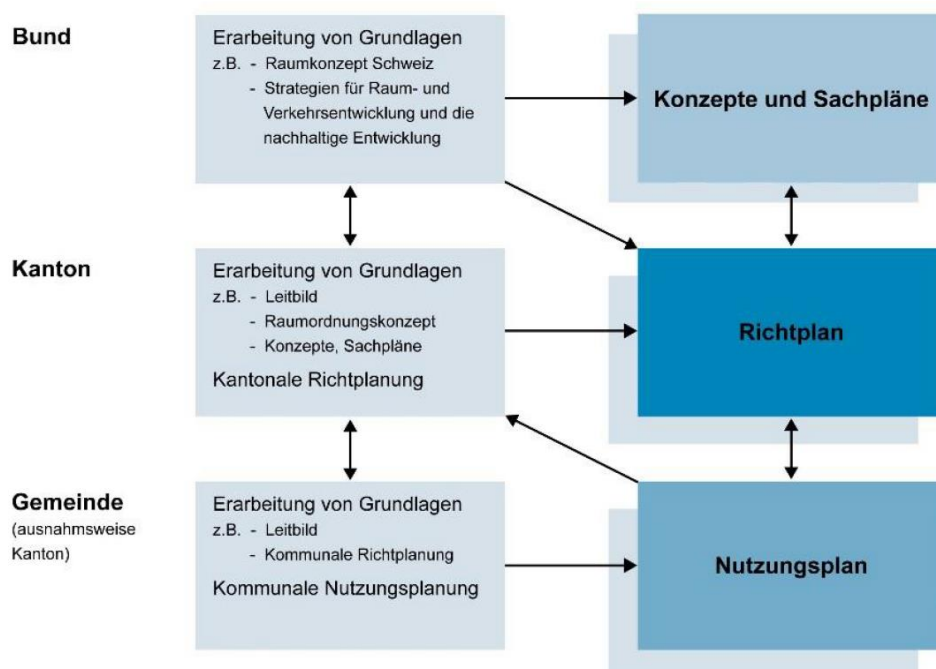 Bund
Erarbeitung von Grundlagen
z.B. - Raumkonzept Schweiz
- Strategien für Raum- und
Verkehrsentwicklung und die
nachhaltige Entwicklung
Konzepte und Sachpläne
Kanton
Erarbeitung von Grundlagen
z.B. - Leitbild
- Raumordnungskonzept
- Konzepte, Sachpläne
Kantonale Richtplanung
Richtplan
Gemeinde
(ausnahmsweise
Kanton)
Erarbeitung von Grundlagen
z.B. - Leitbild
- Kommunale Richtplanung
Kommunale Nutzungsplanung
Nutzungsplan